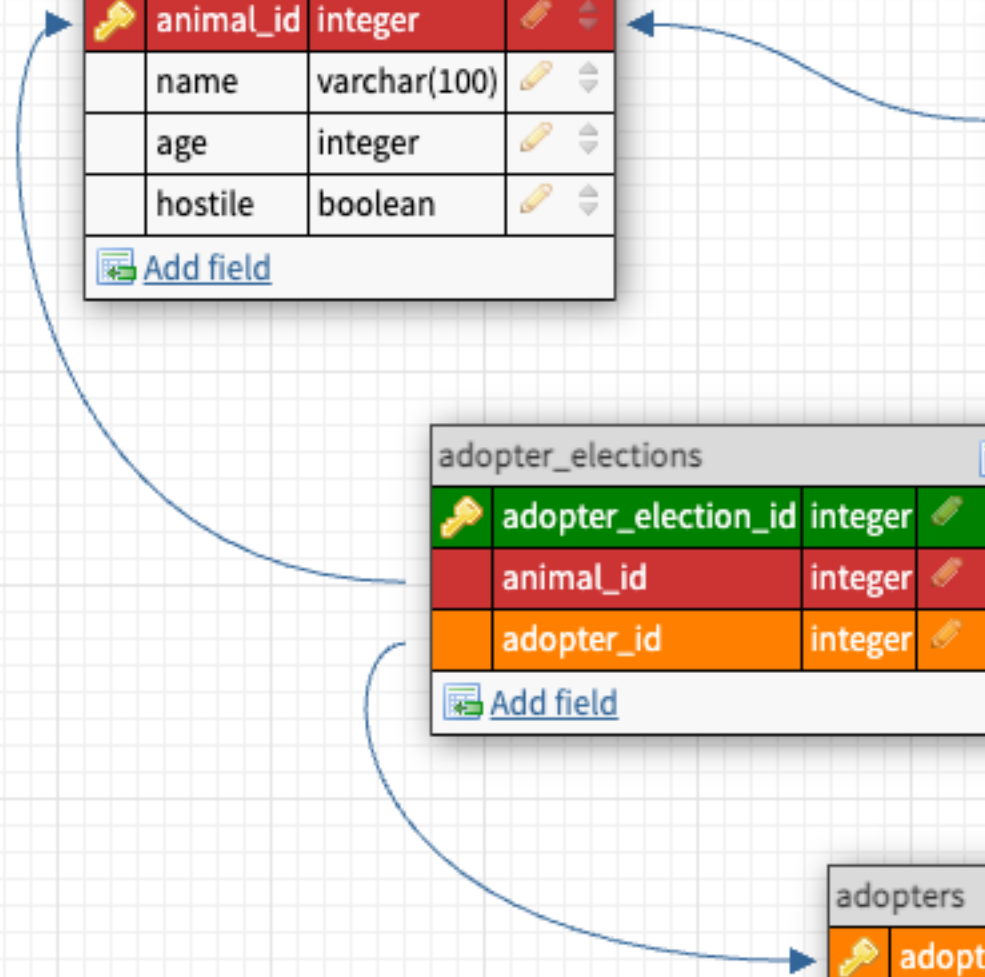 animal_id integer
name varchar(100)
age integer
hostile boolean
Add field
adopter_elections
adopter_election_id integer
animal_id integer
adopter_id integer
Add field
adopters